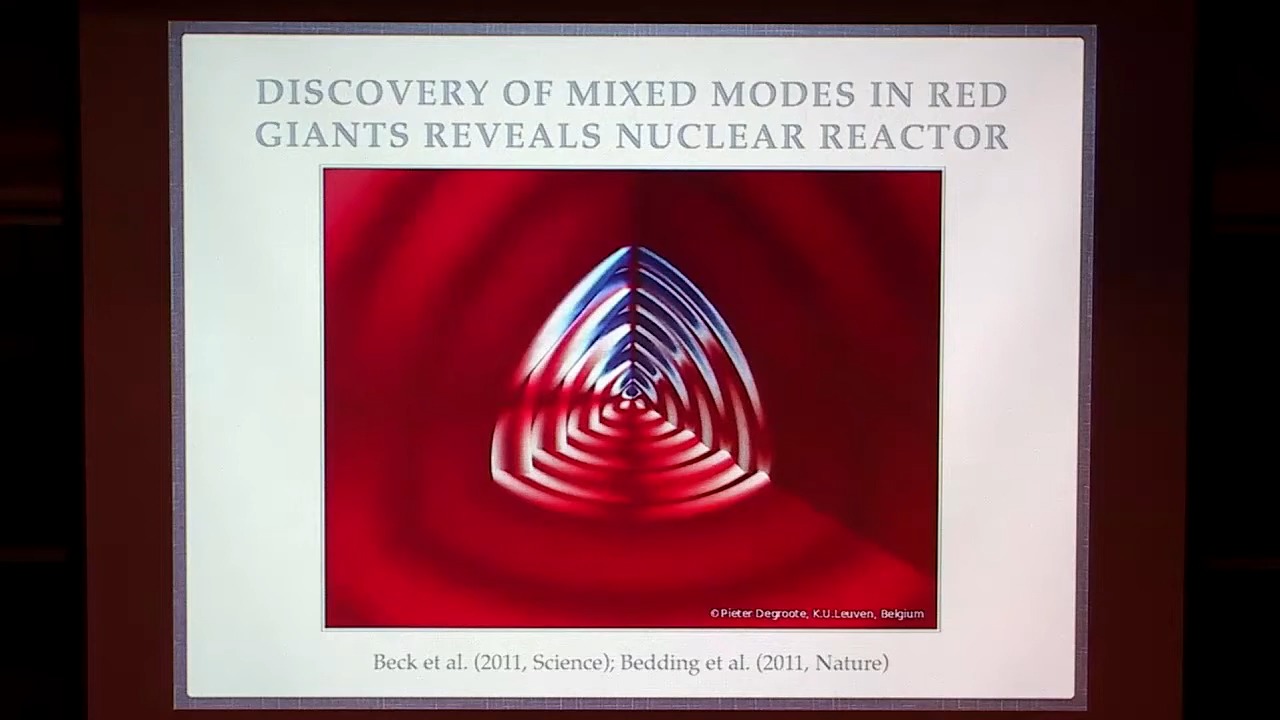 DISCOVERY OF MIXED MODES IN RED
GIANTS REVEALS NUCLEAR REACTOR
©Pieter Degroote, K.U.Leuven, Belgium
Beck et al. (2011, Science); Bedding et al. (2011, Nature)